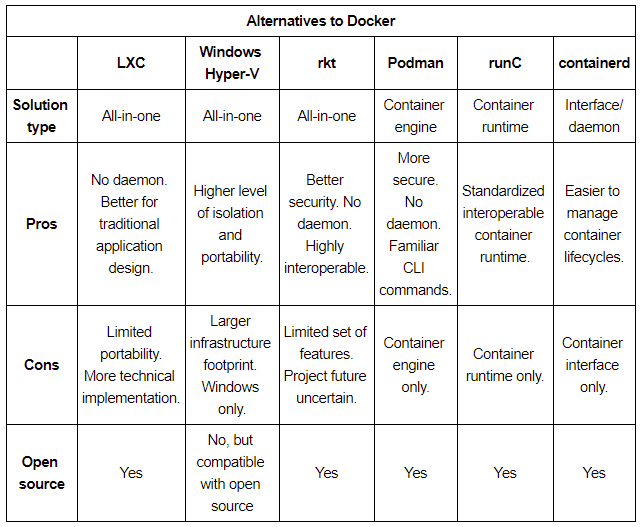 Alternatives to Docker
LXC
Windows
Hyper-V
rkt
Podman
runC
containerd
Solution
type
All-in-one
All-in-one
All-in-one
Container
engine
Container
runtime
Interface/
daemon
Pros
No daemon.
Better for
traditional
application
design.
Higher level
of isolation
and
portability.
Better
security. No
daemon.
Highly
interoperable.
More
secure.
No
daemon.
Familiar
CLI
commands.
Standardized
interoperable
container
runtime.
Easier to
manage
container
lifecycles.
Cons
Limited
portability.
More technical
implementation.
Larger
infrastructure
footprint.
Windows
only.
Limited set of
features.
Project future
uncertain.
Container
engine
only.
Container
runtime only.
Container
interface
only.
Open
source
Yes
No, but
compatible
with open
source
Yes
Yes
Yes
Yes